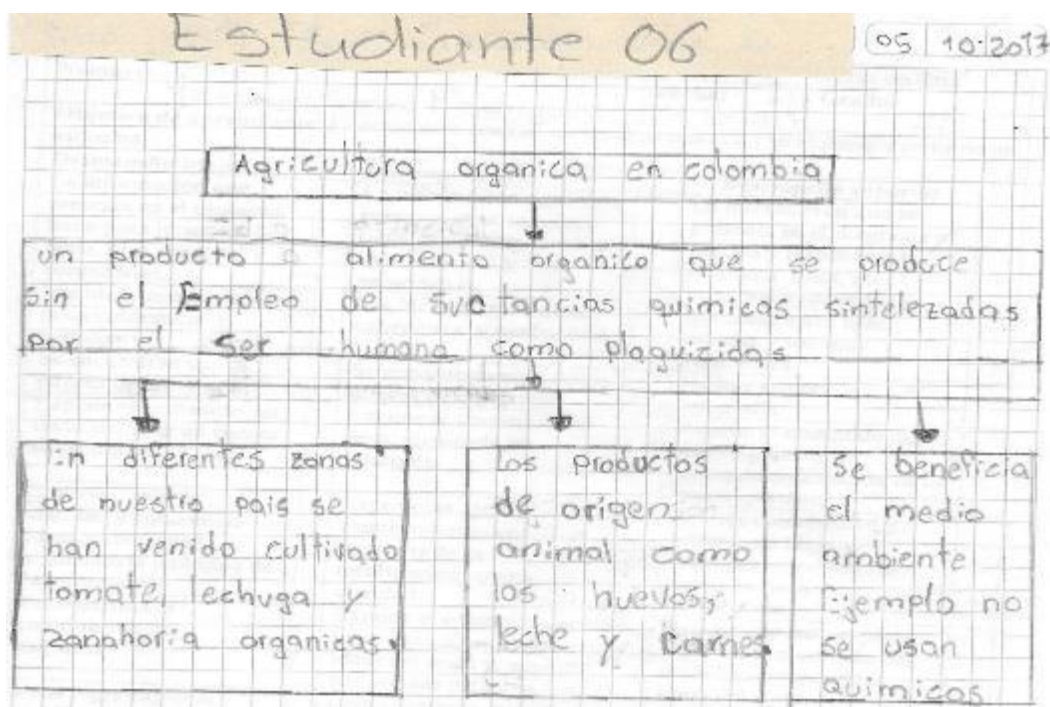 Estudiante 06
05 10.2017
Agricultura organica en colombia
un producto o alimento organico que se produce
sin el Empleo de suctancias quimicas sintelezadas
por el ser humano como plaguizidas
En diferentes zonas
de nuestro pais se
han venido cultivado
tomate, lechuga y
zanahoria organicas.
Los productos
de origen
animal como
los huevos,
leche y carnes.
Se beneficia
el medio
ambiente
Ejemplo no
se usan
quimicos